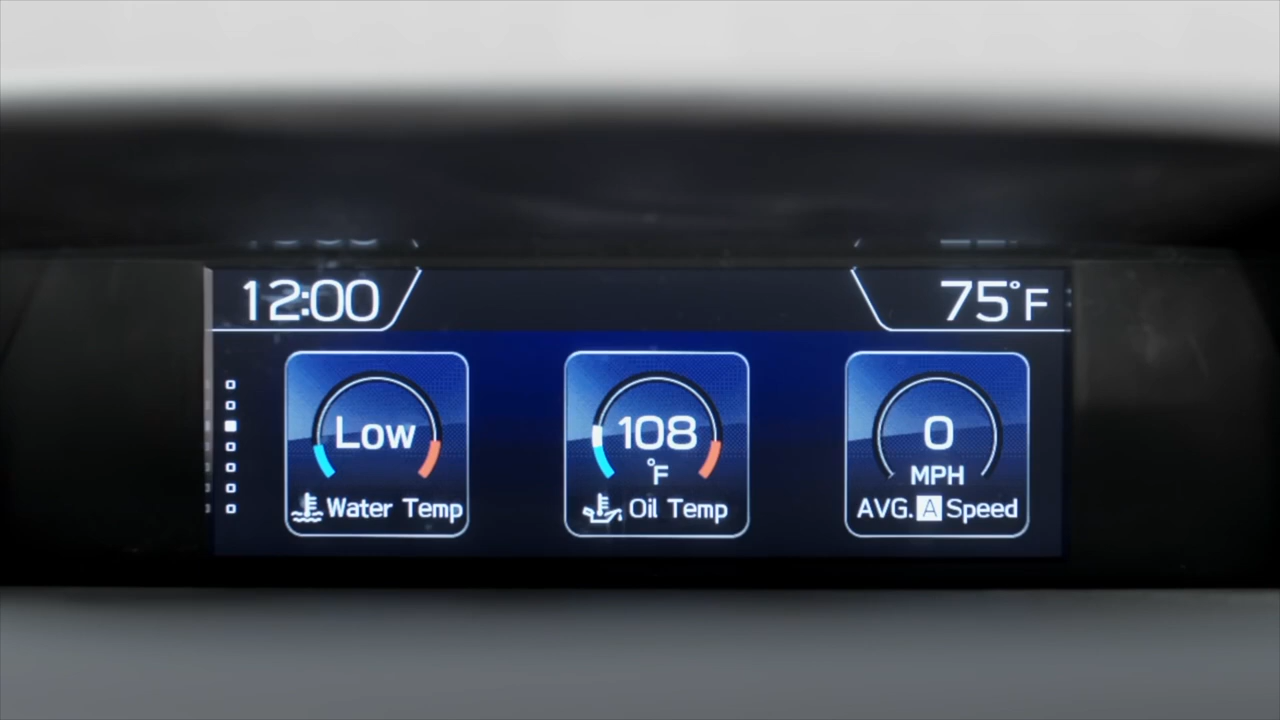 12:00
75°F
Low
Water Temp
108
°F
Oil Temp
0
MPH
AVG. A Speed